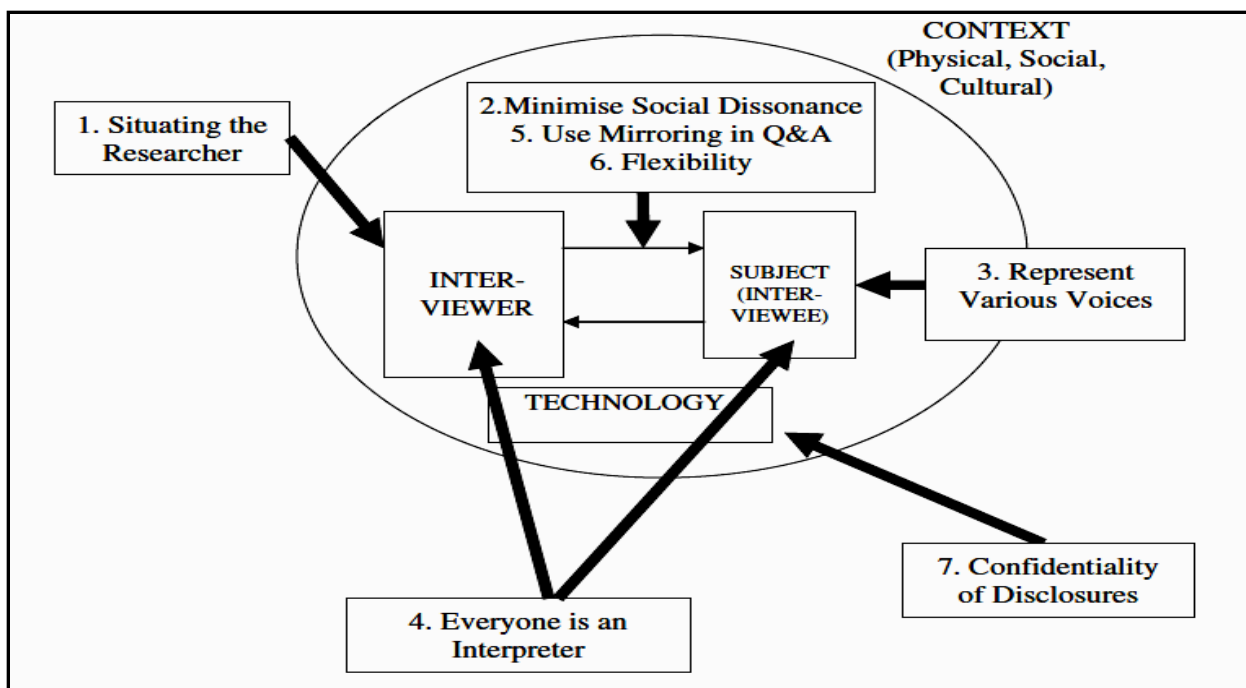 CONTEXT
(Physical, Social,
Cultural)
1. Situating the
Researcher
2.Minimise Social Dissonance
5. Use Mirroring in Q&A
6. Flexibility
INTER-
VIEWER
SUBJECT
(INTER-
VIEWEE)
3. Represent
Various Voices
TECHNOLOGY
4. Everyone is an
Interpreter
7. Confidentiality
of Disclosures